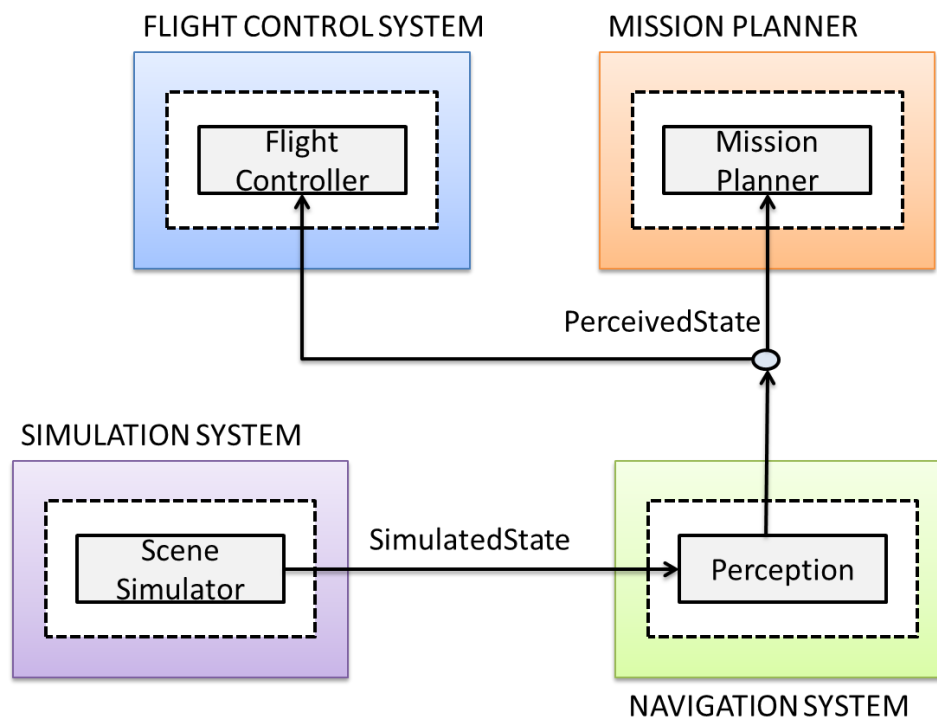 FLIGHT CONTROL SYSTEM
MISSION PLANNER
Flight
Controller
Mission
Planner
PerceivedState
SIMULATION SYSTEM
SimulatedState
Scene
Simulator
Perception
NAVIGATION SYSTEM